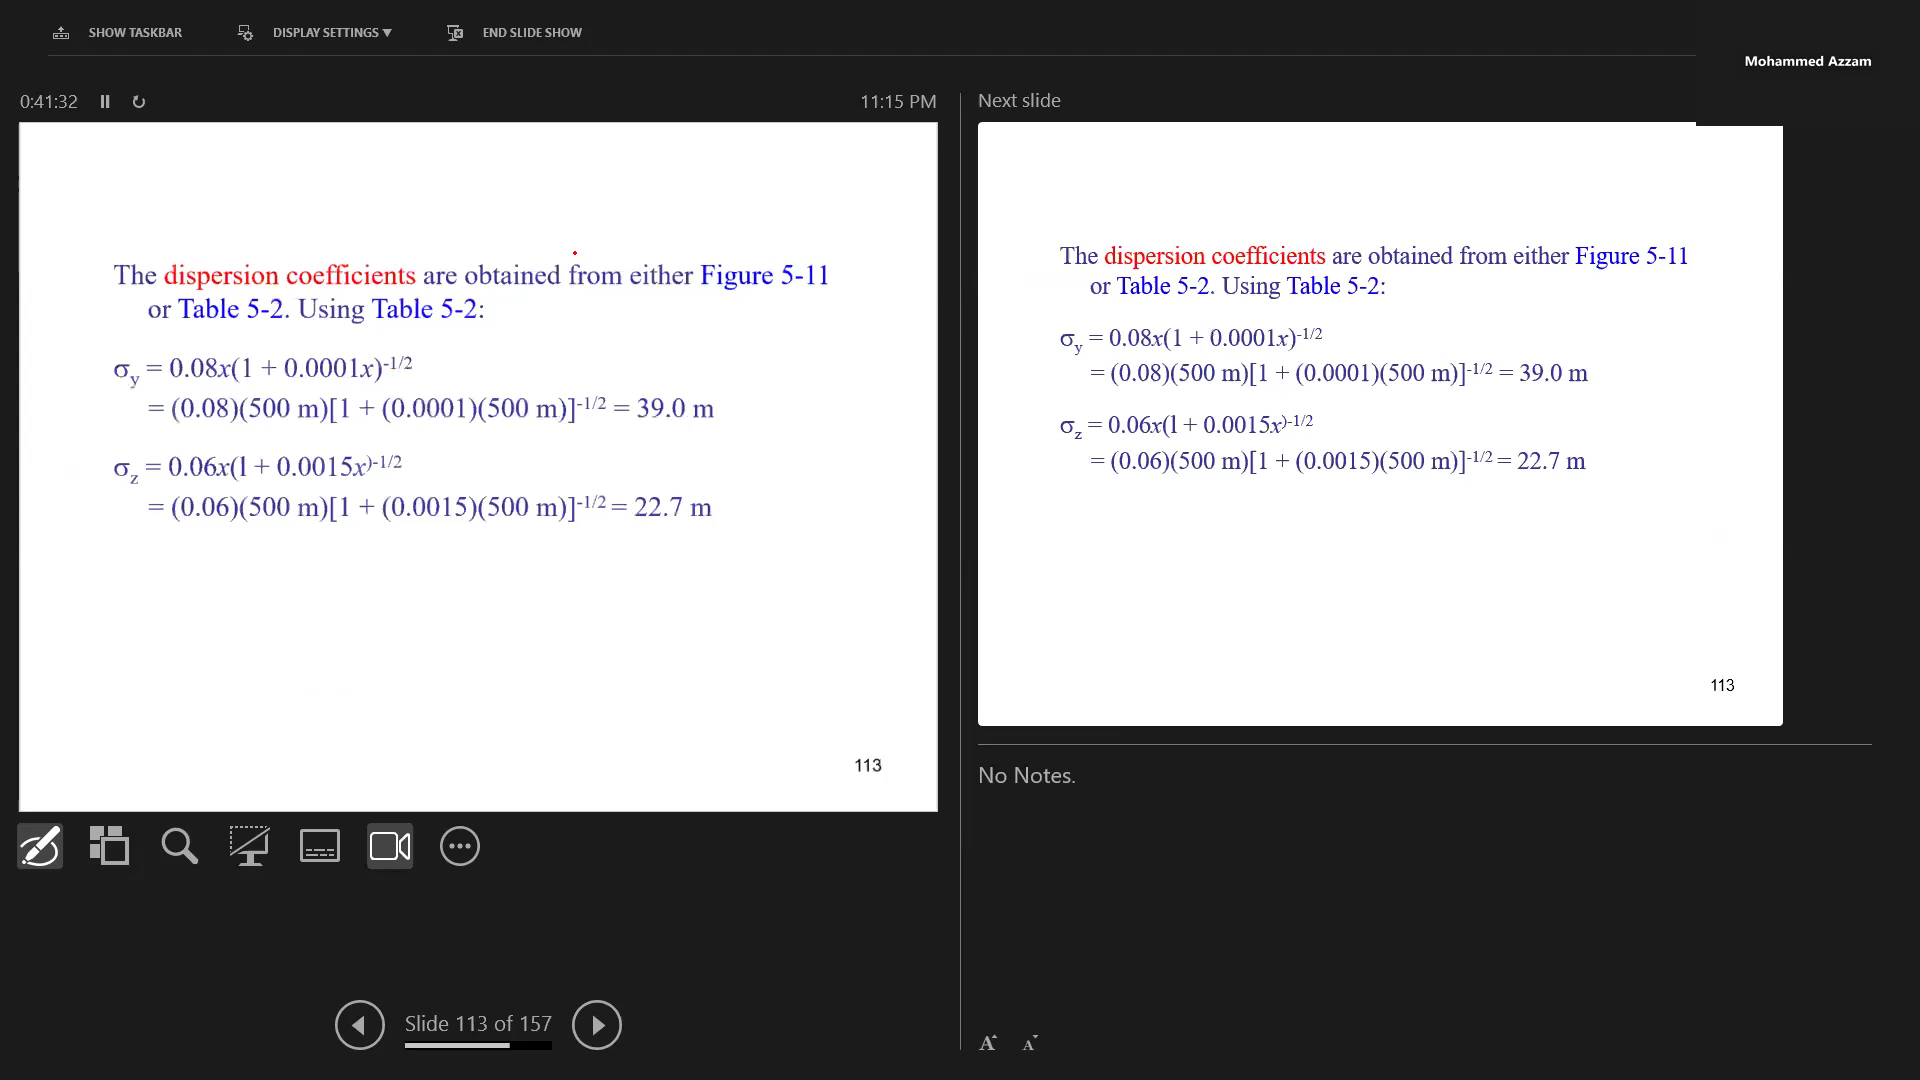 SHOW TASKBAR DISPLAY SETTINGS ▼ END SLIDE SHOW
Mohammed Azzam
0:41:32 11:15 PM
The dispersion coefficients are obtained from either Figure 5-11
or Table 5-2. Using Table 5-2:
σy = 0.08x(1 + 0.0001x)-1/2
= (0.08)(500 m)[1 + (0.0001)(500 m)]-1/2 = 39.0 m
σz = 0.06x(l + 0.0015x)-1/2
= (0.06)(500 m)[1 + (0.0015)(500 m)]-1/2 = 22.7 m
113
Slide 113 of 157
Next slide
The dispersion coefficients are obtained from either Figure 5-11
or Table 5-2. Using Table 5-2:
σy = 0.08x(1 + 0.0001x)-1/2
= (0.08)(500 m)[1 + (0.0001)(500 m)]-1/2 = 39.0 m
σz = 0.06x(l + 0.0015x)-1/2
= (0.06)(500 m)[1 + (0.0015)(500 m)]-1/2 = 22.7 m
113
No Notes.
A A